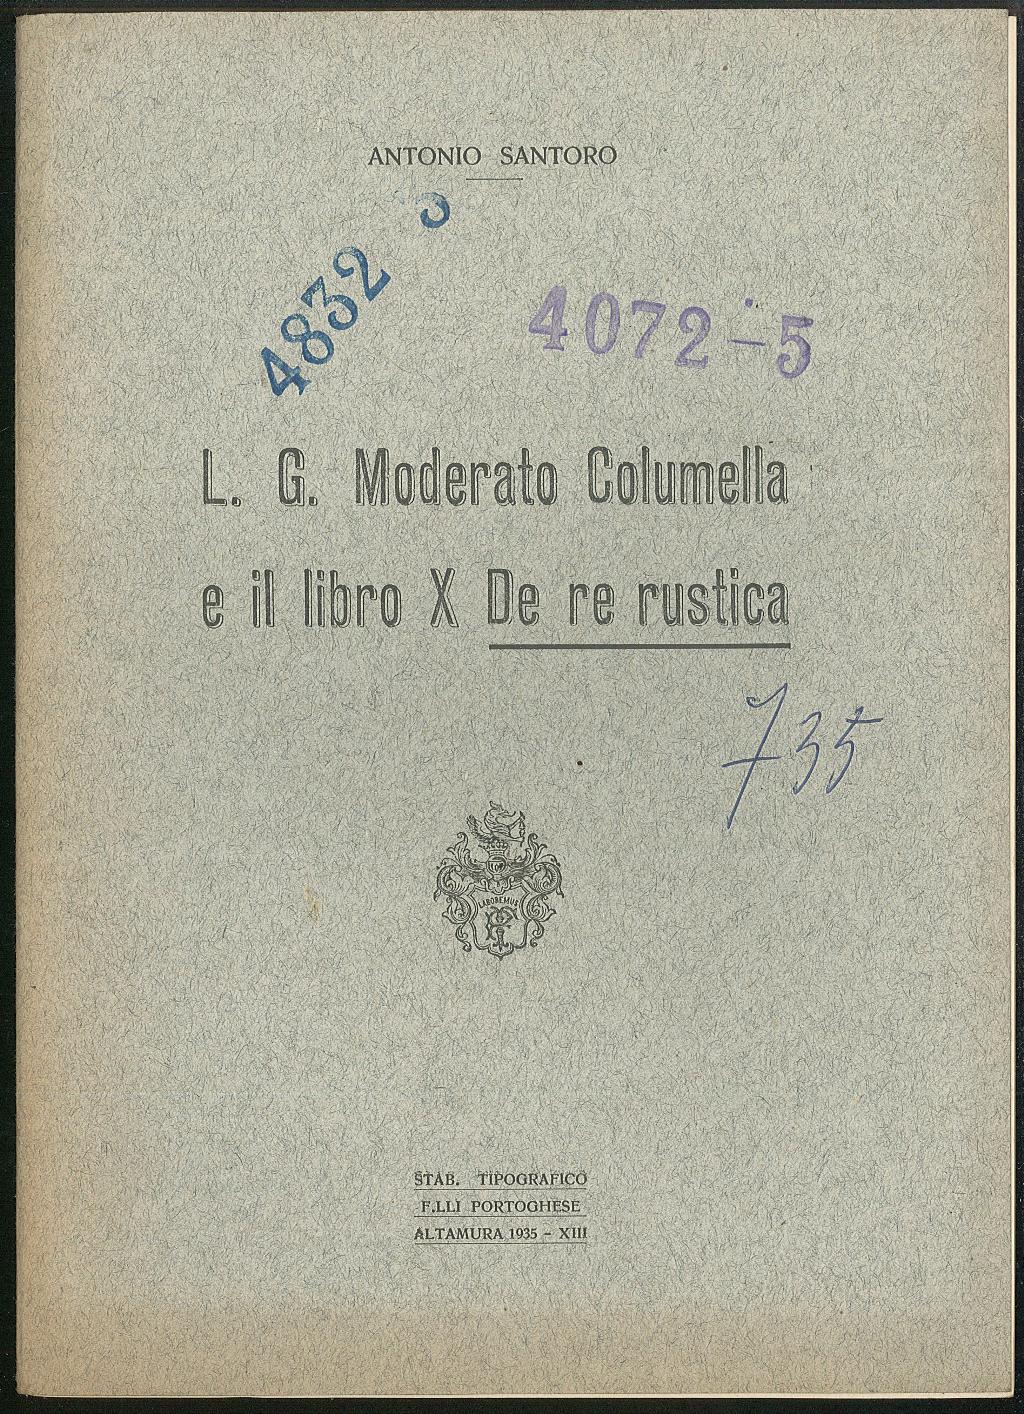 ANTONIO SANTORO
3
4832
4072-5
L. G. Moderato Columella
e il libro X De re rustica
735
LABOREMUS
STAB. TIPOGRAFICO
F.LLI PORTOGHESE
ALTAMURA 1935 - XIII